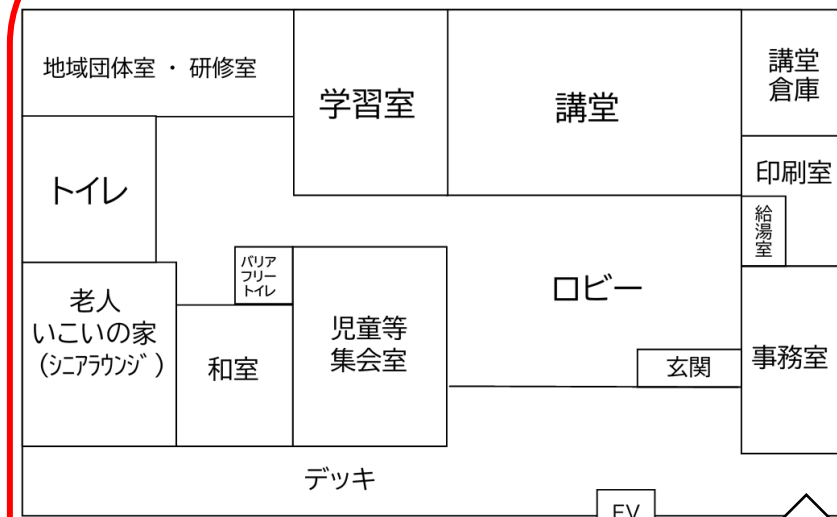 地域団体室 ・ 研修室
学習室
講堂
講堂
倉庫
トイレ
印刷室
給湯室
バリア
フリー
トイレ
ロビー
老人
いこいの家
(ｼﾆｱﾗｳﾝｼﾞ)
和室
児童等
集会室
玄関
事務室
デッキ
EV